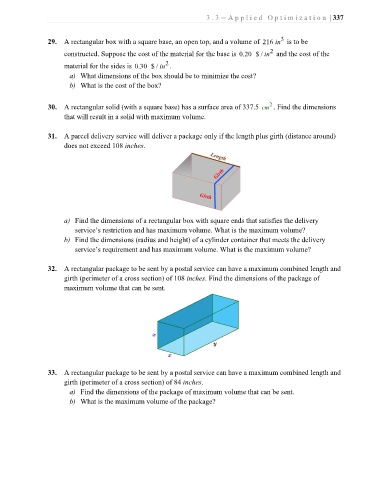 3.3 – Applied Optimization | 337
29. A rectangular box with a square base, an open top, and a volume of 216 in³ is to be
constructed. Suppose the cost of the material for the base is 0.20 $ / in² and the cost of the
material for the sides is 0.30 $ / in².
a) What dimensions of the box should be to minimize the cost?
b) What is the cost of the box?
30. A rectangular solid (with a square base) has a surface area of 337.5 cm². Find the dimensions
that will result in a solid with maximum volume.
31. A parcel delivery service will deliver a package only if the length plus girth (distance around)
does not exceed 108 inches.
Length
Girth
Girth
a) Find the dimensions of a rectangular box with square ends that satisfies the delivery
service's restriction and has maximum volume. What is the maximum volume?
b) Find the dimensions (radius and height) of a cylinder container that meets the delivery
service's requirement and has maximum volume. What is the maximum volume?
32. A rectangular package to be sent by a postal service can have a maximum combined length and
girth (perimeter of a cross section) of 108 inches. Find the dimensions of the package of
maximum volume that can be sent.
y
33. A rectangular package to be sent by a postal service can have a maximum combined length and
girth (perimeter of a cross section) of 84 inches.
a) Find the dimensions of the package of maximum volume that can be sent.
b) What is the maximum volume of the package?